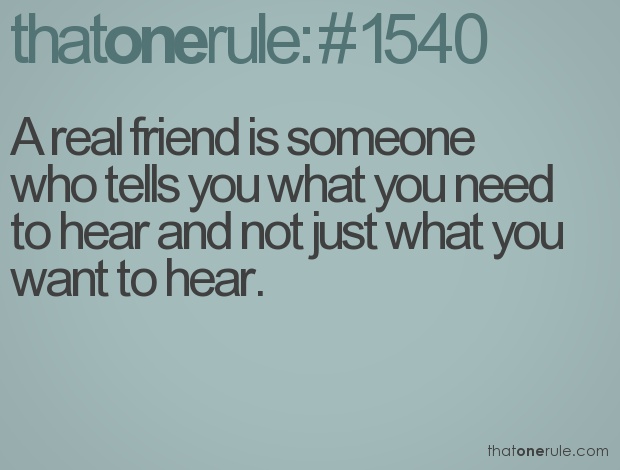 thatonerule: #1540
A real friend is someone
who tells you what you need
to hear and not just what you
want to hear.
thatonerule.com